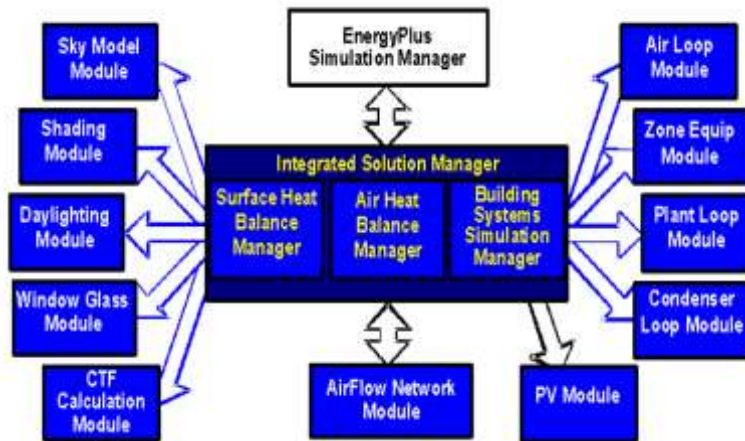 EnergyPlus
Simulation Manager
Sky Model
Module
Shading
Module
Daylighting
Module
Window Glass
Module
CTF
Calculation
Module
Integrated Solution Manager
Surface Heat
Balance
Manager
Air Heat
Balance
Manager
Building
Systems
Simulation
Manager
Air Loop
Module
Zone Equip
Module
Plant Loop
Module
Condenser
Loop Module
AirFlow Network
Module
PV Module